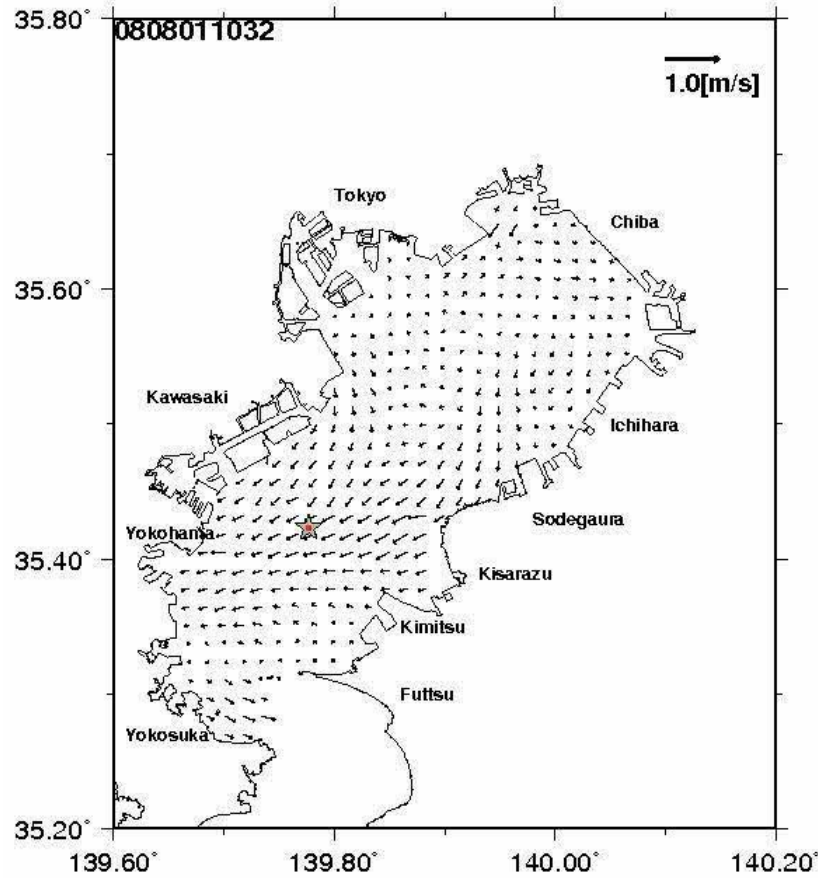 35.80°
0808011032
1.0[m/s]
Tokyo
Chiba
35.60°
Kawasaki
Ichihara
Sodegaura
Yokohama
35.40°
Kisarazu
Kimitsu
Futtsu
Yokosuka
35.20°
139.60° 139.80° 140.00° 140.20°